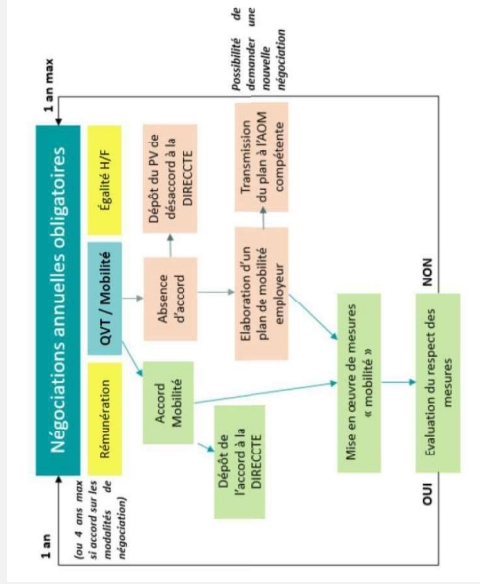 1 an
1 an max
Négociations annuelles obligatoires
(ou 4 ans max
si accord sur les
modalités de
négociation)
Rémunération
QVT / Mobilité
Égalité H/F
Accord
Mobilité
Absence
d'accord
Dépôt du PV de
désaccord à la
DIRECCTE
Dépôt de
l'accord à la
DIRECCTE
Elaboration d'un
plan de mobilité
employeur
Transmission
du plan à l'AOM
compétente
Possibilité de
demander une
nouvelle
négociation
Mise en œuvre de mesures
« mobilité »
OUI
Evaluation du respect des
mesures
NON